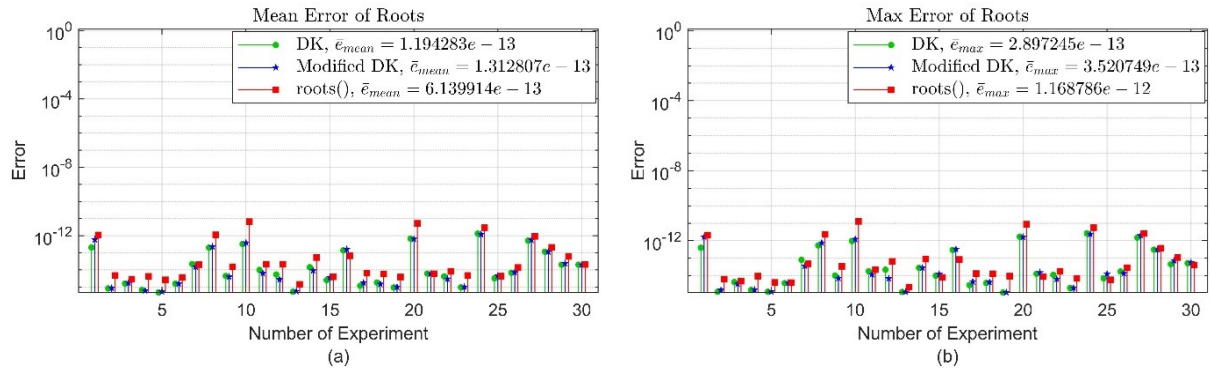 Mean Error of Roots
10^0
DK, ē_mean = 1.194283e − 13
Modified DK, ē_mean = 1.312807e − 13
roots(), ē_mean = 6.139914e − 13
10^-4
10^-8
10^-12
Error
5 10 15 20 25 30
Number of Experiment
(a)
Max Error of Roots
10^0
DK, ē_max = 2.897245e − 13
Modified DK, ē_max = 3.520749e − 13
roots(), ē_max = 1.168786e − 12
10^-4
10^-8
10^-12
Error
5 10 15 20 25 30
Number of Experiment
(b)